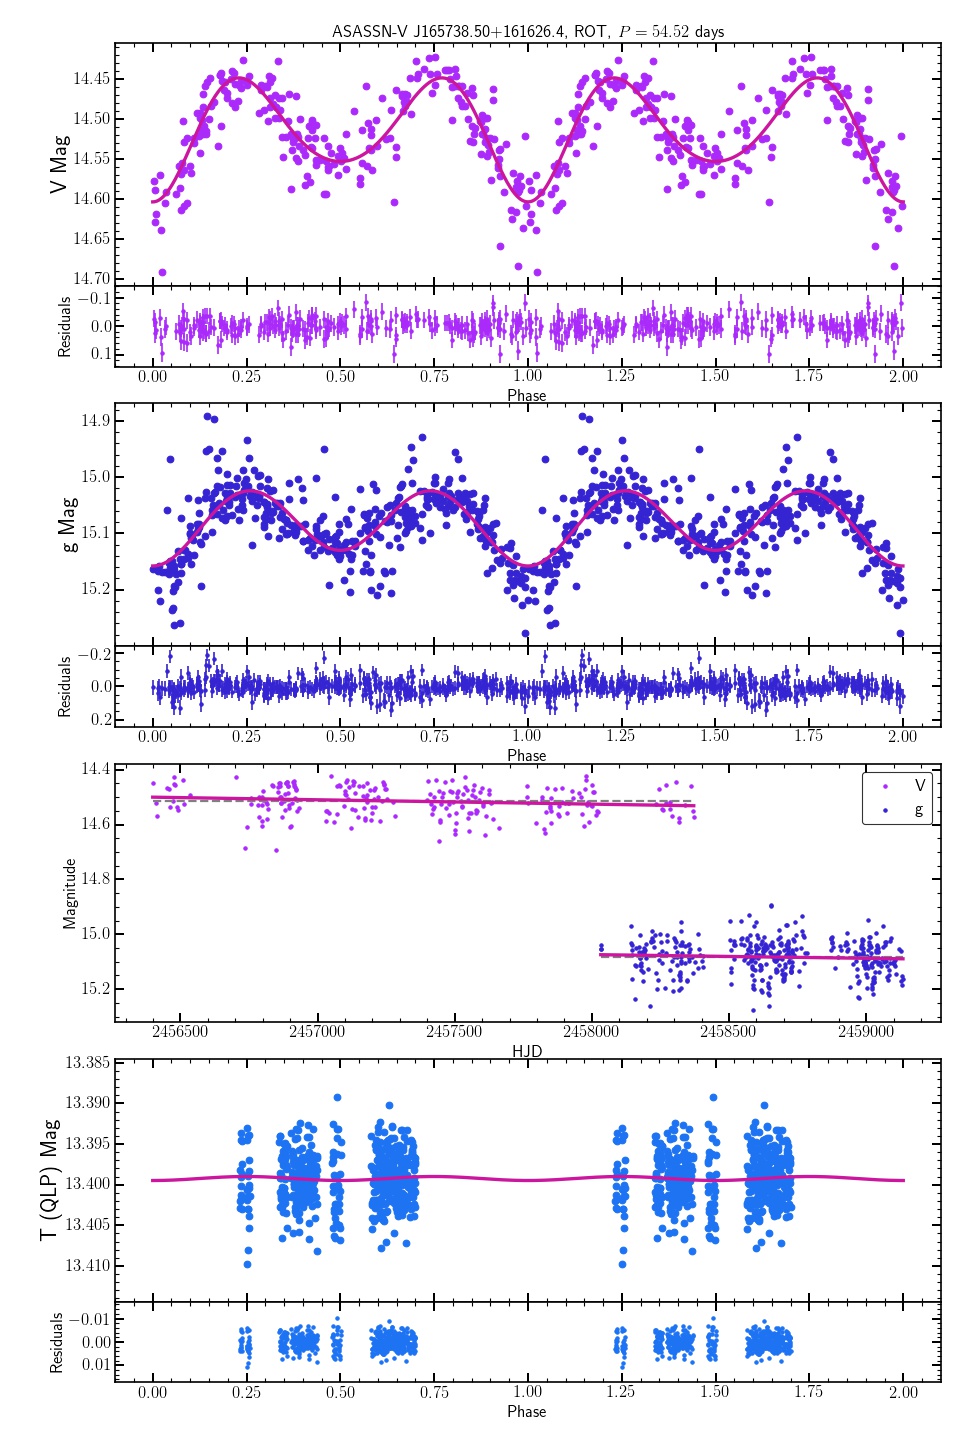 ASASSN-V J165738.50+161626.4, ROT, P = 54.52 days
V Mag
14.45
14.50
14.55
14.60
14.65
14.70
Residuals
−0.1
0.0
0.1
0.00 0.25 0.50 0.75 1.00 1.25 1.50 1.75 2.00
Phase
g Mag
14.9
15.0
15.1
15.2
Residuals
−0.2
0.0
0.2
0.00 0.25 0.50 0.75 1.00 1.25 1.50 1.75 2.00
Phase
Magnitude
14.4
14.6
14.8
15.0
15.2
V
g
2456500 2457000 2457500 2458000 2458500 2459000
HJD
T (QLP) Mag
13.385
13.390
13.395
13.400
13.405
13.410
Residuals
−0.01
0.00
0.01
0.00 0.25 0.50 0.75 1.00 1.25 1.50 1.75 2.00
Phase